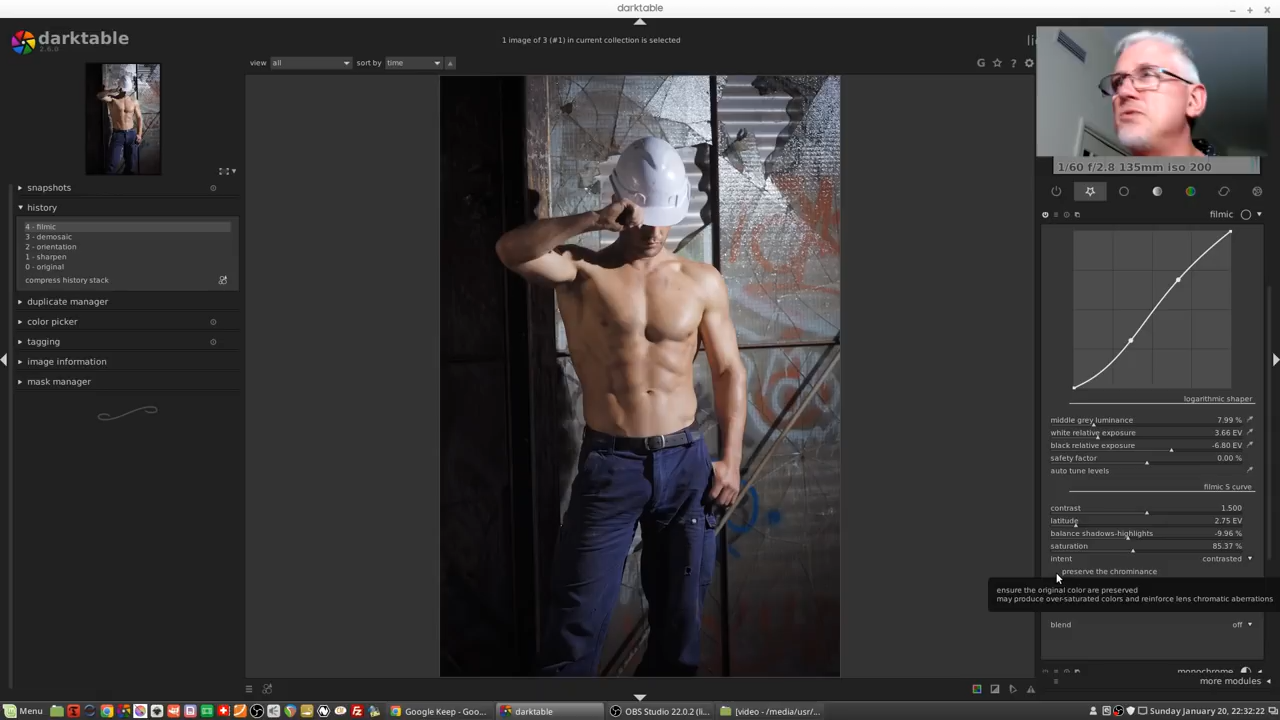 darktable
darktable
2.6.0
1 image of 3 (#1) in current collection is selected
view all sort by time
G ?
1/60 f/2.8 135mm iso 200
snapshots
history
4 - filmic
3 - demosaic
2 - orientation
1 - sharpen
0 - original
compress history stack
duplicate manager
color picker
tagging
image information
mask manager
filmic
logarithmic shaper
middle grey luminance 7.99 %
white relative exposure 3.66 EV
black relative exposure -6.80 EV
safety factor 0.00 %
auto tune levels
filmic S curve
contrast 1.500
latitude 2.75 EV
balance shadows-highlights -9.96 %
saturation 85.37 %
intent contrasted
preserve the chrominance
ensure the original color are preserved
may produce over-saturated colors and reinforce lens chromatic aberrations
blend off
monochrome
more modules
Menu
Google Keep - Goo...
darktable
OBS Studio 22.0.2 (li...
[video - /media/usr/...
Sunday January 20, 22:32:22